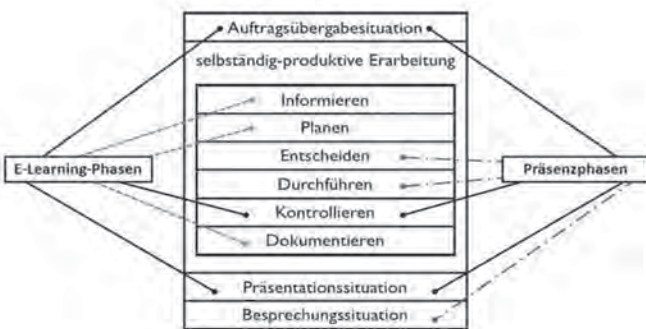 Auftragsübergabesituation
selbständig-produktive Erarbeitung
Informieren
Planen
Entscheiden
E-Learning-Phasen
Präsenzphasen
Durchführen
Kontrollieren
Dokumentieren
Präsentationssituation
Besprechungssituation